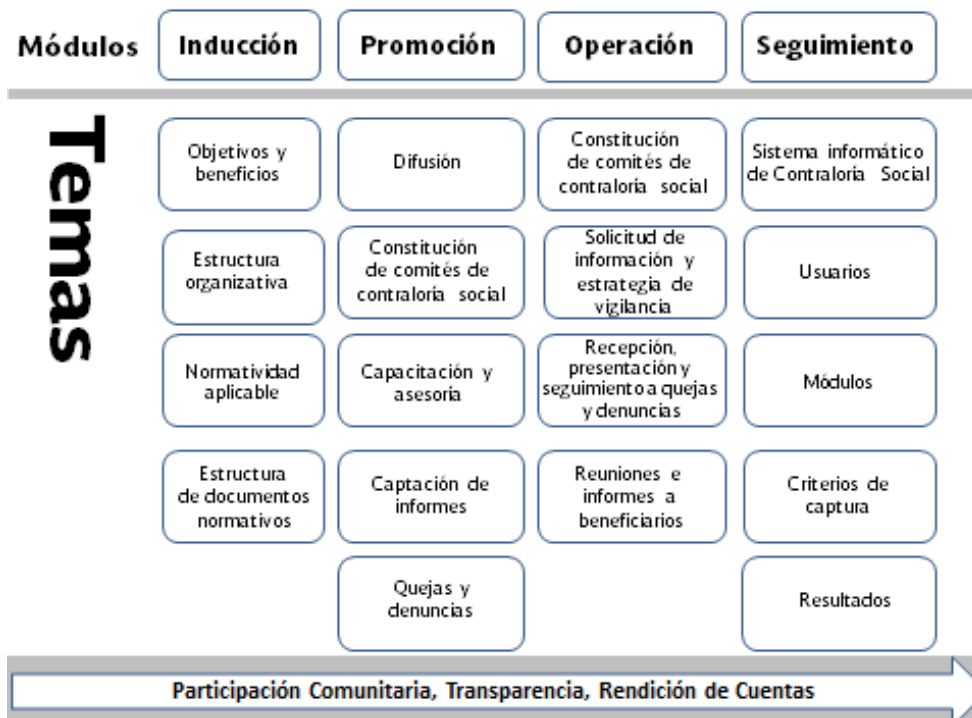 Módulos
Inducción
Promoción
Operación
Seguimiento
Temas
Objetivos y
beneficios
Difusión
Constitución
de comités de
contraloría social
Sistema informático
de Contraloría Social
Estructura
organizativa
Constitución
de comités de
contraloría social
Solicitud de
información y
estrategia de
vigilancia
Usuarios
Normatividad
aplicable
Capacitación y
asesoría
Recepción,
presentación y
seguimiento a quejas
y denuncias
Módulos
Estructura
de documentos
normativos
Captación de
informes
Reuniones e
informes a
beneficiarios
Criterios de
captura
Quejas y
denuncias
Resultados
Participación Comunitaria, Transparencia, Rendición de Cuentas